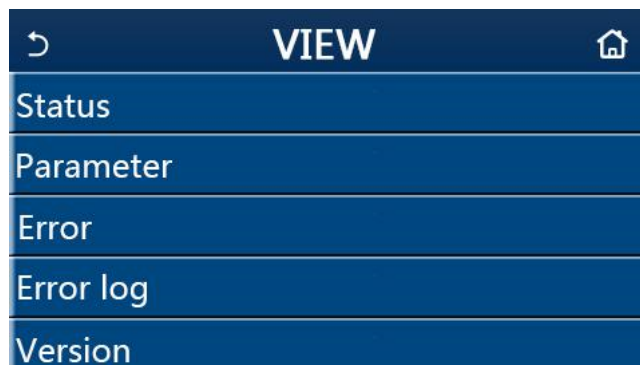 VIEW
Status
Parameter
Error
Error log
Version